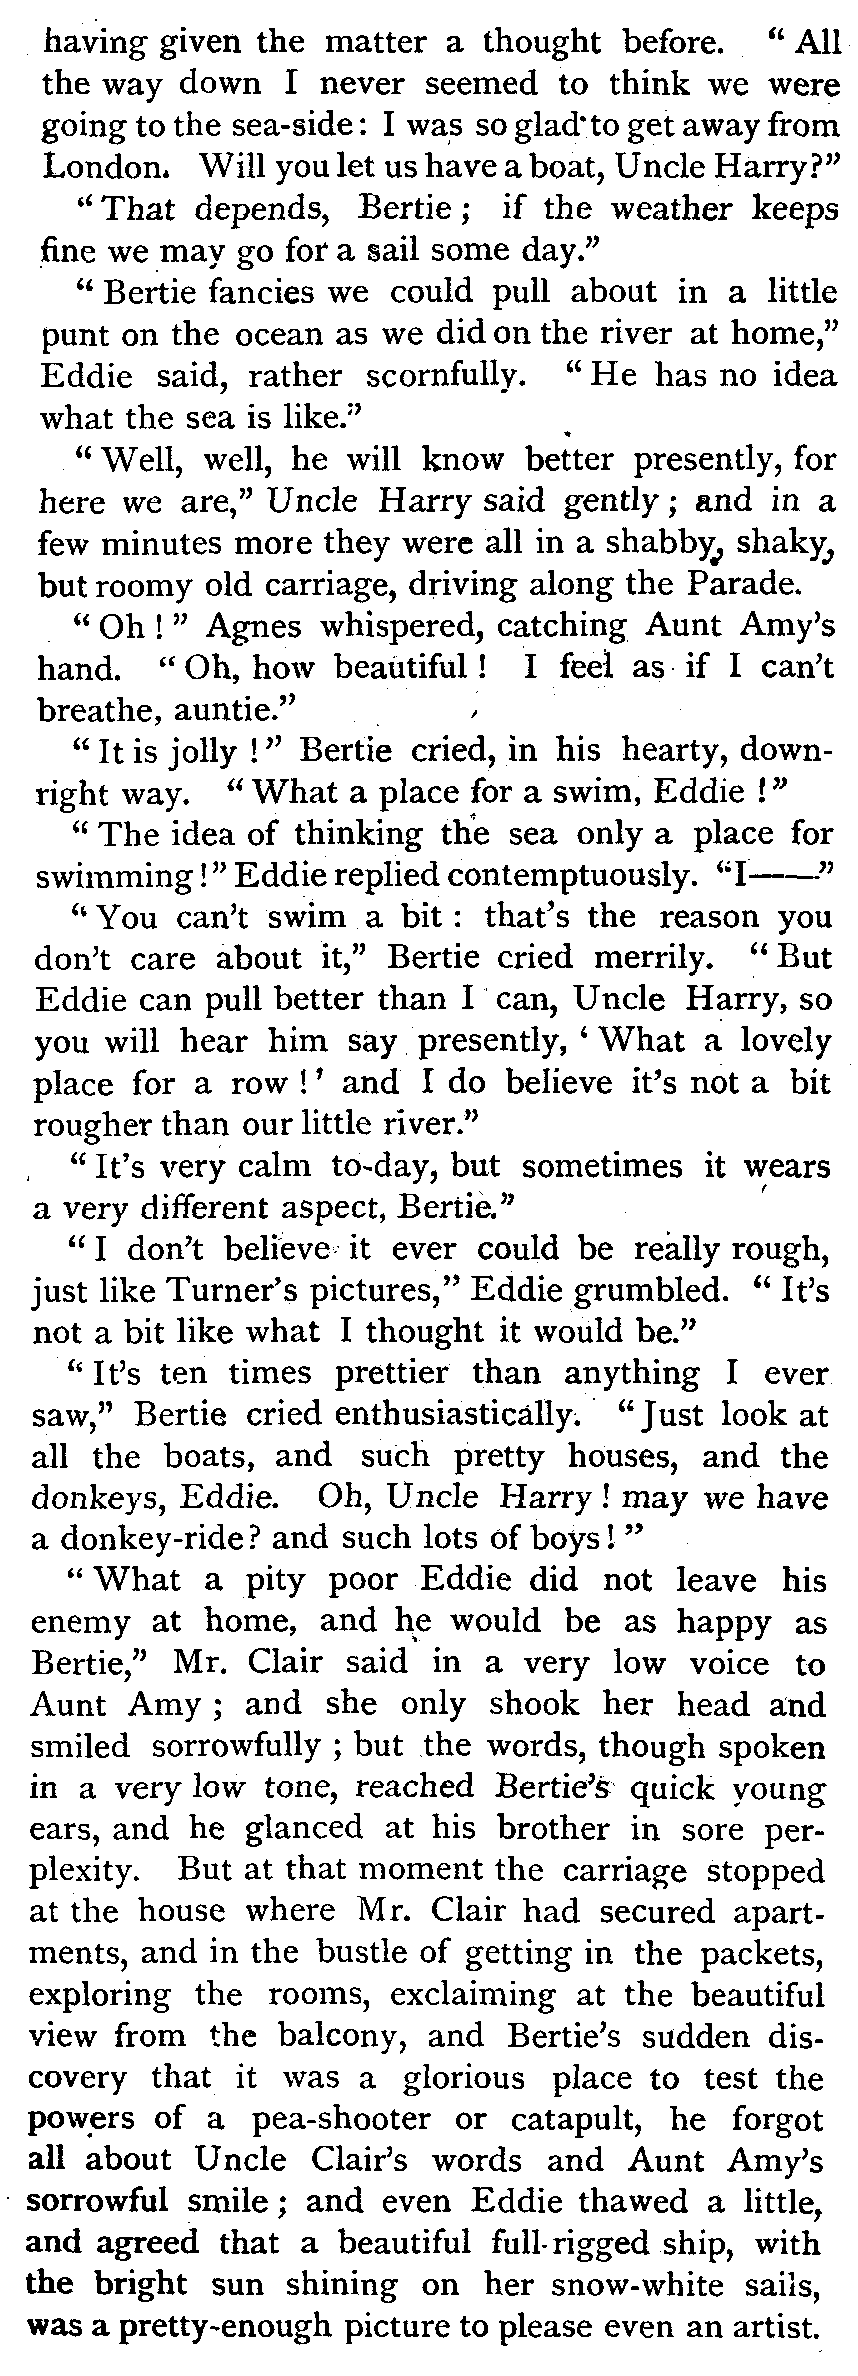 having given the matter a thought before. “ All
the way down I never seemed to think we were
going to the sea-side: I was so glad to get away from
London. Will you let us have a boat, Uncle Harry?”
“That depends, Bertie ; if the weather keeps
fine we may go for a sail some day.”
“ Bertie fancies we could pull about in a little
punt on the ocean as we did on the river at home,”
Eddie said, rather scornfully. “ He has no idea
what the sea is like.”
“ Well, well, he will know better presently, for
here we are,” Uncle Harry said gently ; and in a
few minutes more they were all in a shabby, shaky,
but roomy old carriage, driving along the Parade.
“ Oh ! ” Agnes whispered, catching Aunt Amy’s
hand. “ Oh, how beautiful ! I feel as if I can’t
breathe, auntie.”
“ It is jolly ! ” Bertie cried, in his hearty, down-
right way. “ What a place for a swim, Eddie ! ”
“ The idea of thinking the sea only a place for
swimming ! ” Eddie replied contemptuously. “I——”
“ You can’t swim a bit : that’s the reason you
don’t care about it,” Bertie cried merrily. “ But
Eddie can pull better than I can, Uncle Harry, so
you will hear him say presently, ‘ What a lovely
place for a row ! ’ and I do believe it’s not a bit
rougher than our little river.”
“ It’s very calm to-day, but sometimes it wears
a very different aspect, Bertie.”
“ I don’t believe it ever could be really rough,
just like Turner’s pictures,” Eddie grumbled. “ It’s
not a bit like what I thought it would be.”
“ It’s ten times prettier than anything I ever
saw,” Bertie cried enthusiastically. “ Just look at
all the boats, and such pretty houses, and the
donkeys, Eddie. Oh, Uncle Harry ! may we have
a donkey-ride? and such lots of boys ! ”
“ What a pity poor Eddie did not leave his
enemy at home, and he would be as happy as
Bertie,” Mr. Clair said in a very low voice to
Aunt Amy ; and she only shook her head and
smiled sorrowfully ; but the words, though spoken
in a very low tone, reached Bertie’s quick young
ears, and he glanced at his brother in sore per-
plexity. But at that moment the carriage stopped
at the house where Mr. Clair had secured apart-
ments, and in the bustle of getting in the packets,
exploring the rooms, exclaiming at the beautiful
view from the balcony, and Bertie’s sudden dis-
covery that it was a glorious place to test the
powers of a pea-shooter or catapult, he forgot
all about Uncle Clair’s words and Aunt Amy’s
sorrowful smile ; and even Eddie thawed a little,
and agreed that a beautiful full-rigged ship, with
the bright sun shining on her snow-white sails,
was a pretty-enough picture to please even an artist.